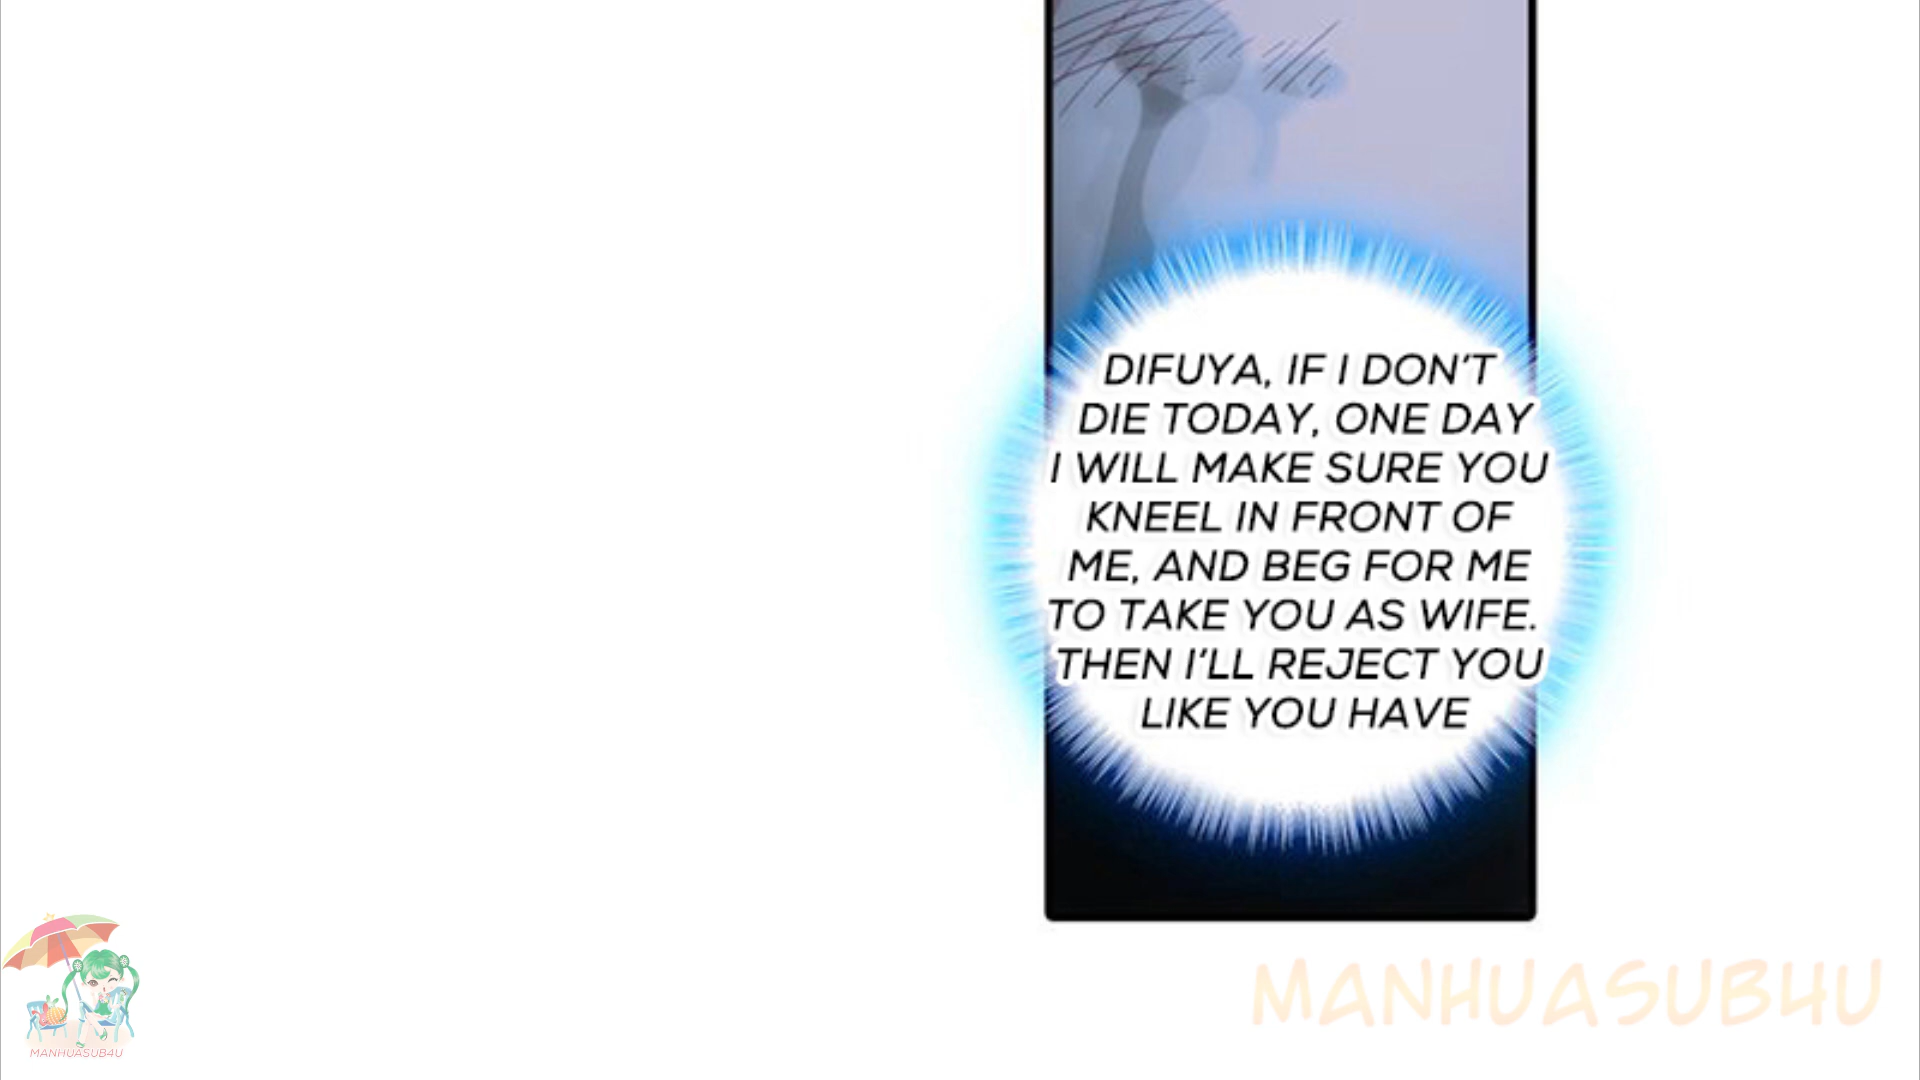 DIFUYA, IF I DON'T
DIE TODAY, ONE DAY
I WILL MAKE SURE YOU
KNEEL IN FRONT OF
ME, AND BEG FOR ME
TO TAKE YOU AS WIFE.
THEN I'LL REJECT YOU
LIKE YOU HAVE
MANHUASUB4U
MANHUASUB4U